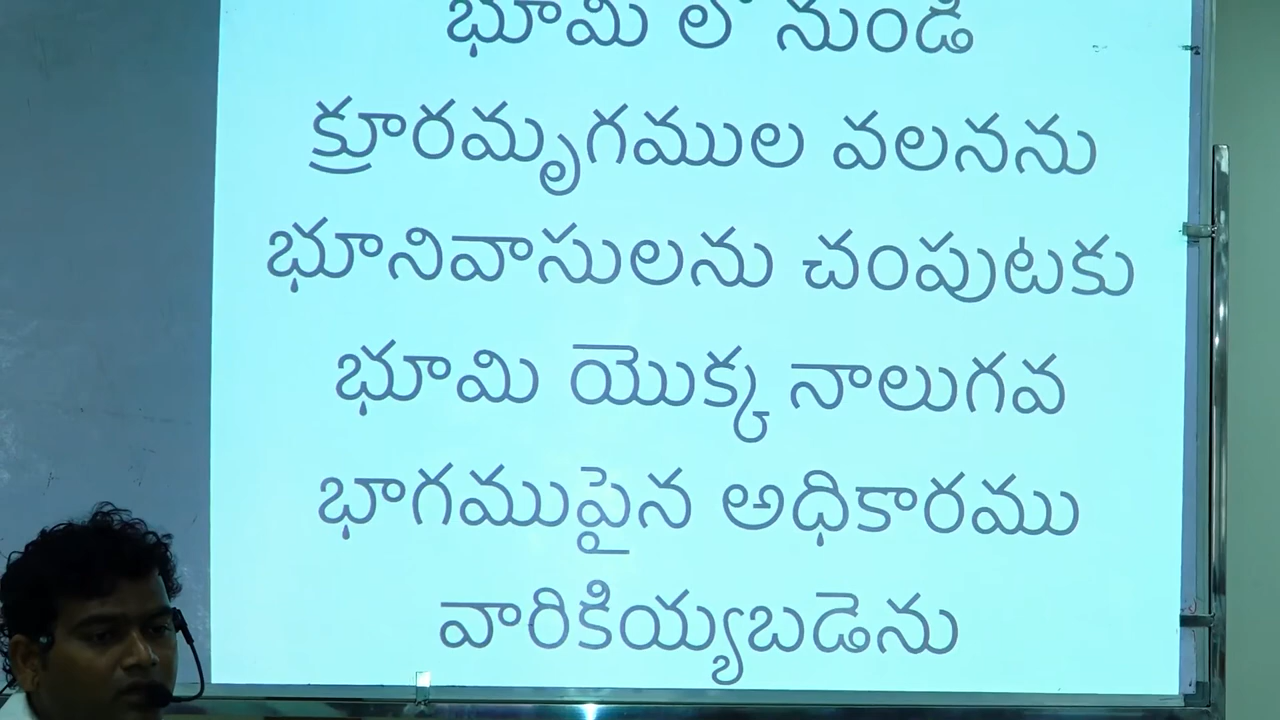 భూమి లో నుండి
క్రూరమృగముల వలనను
భూనివాసులను చంపుటకు
భూమి యొక్క నాలుగవ
భాగముపైన అధికారము
వారికియ్యబడెను